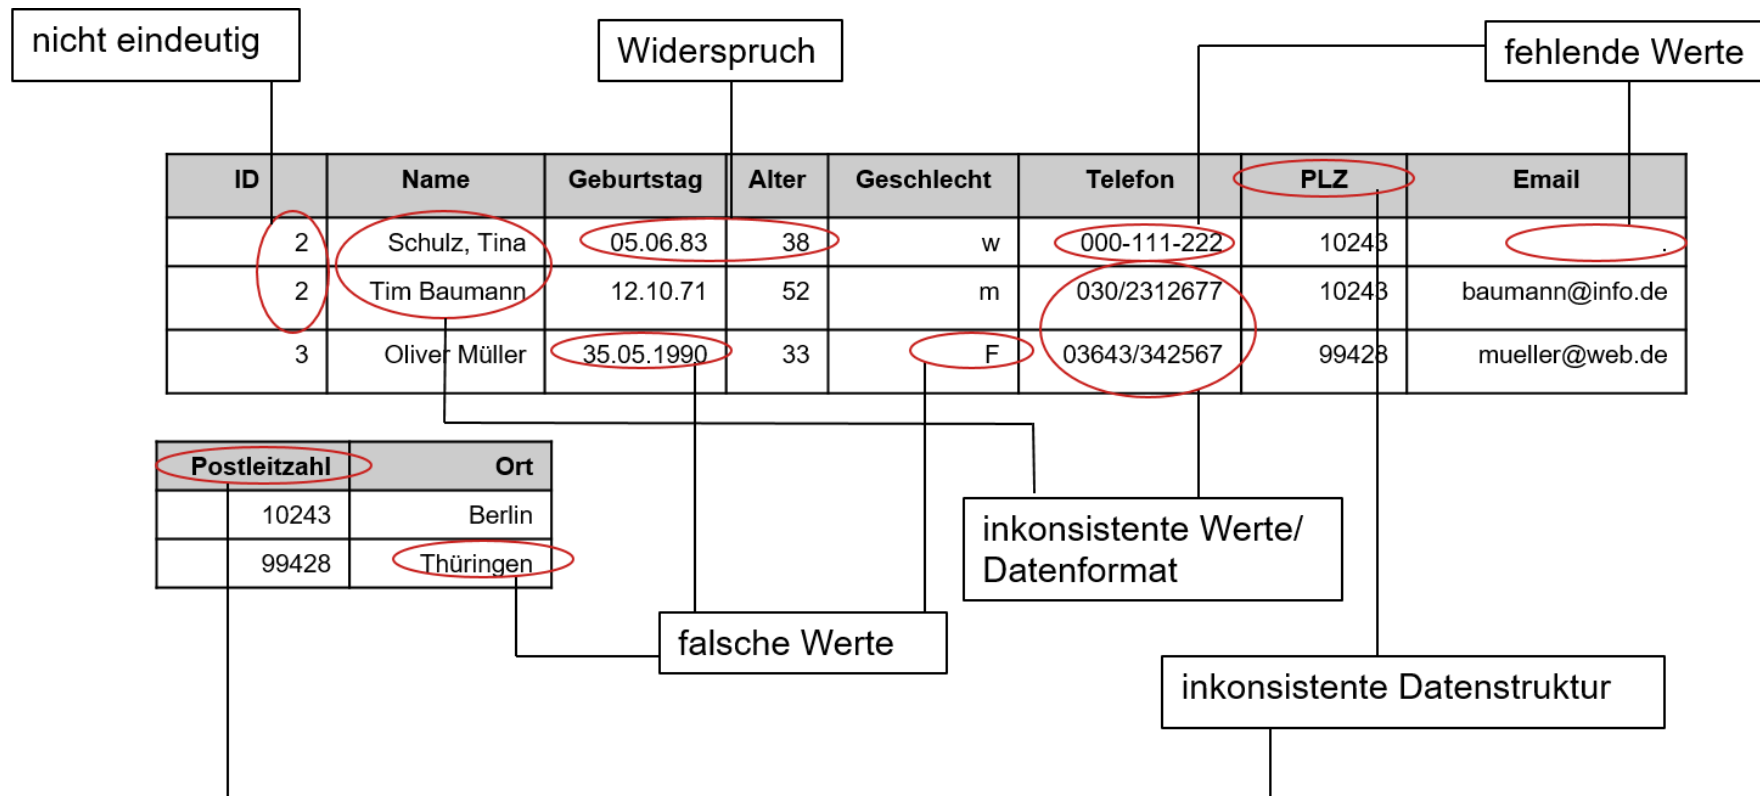 nicht eindeutig
Widerspruch
fehlende Werte
ID Name Geburtstag Alter Geschlecht Telefon PLZ Email
2 Schulz, Tina 05.06.83 38 w 000-111-222 10243 .
2 Tim Baumann 12.10.71 52 m 030/2312677 10243 baumann@info.de
3 Oliver Müller 35.05.1990 33 F 03643/342567 99428 mueller@web.de
Postleitzahl Ort
10243 Berlin
99428 Thüringen
inkonsistente Werte/
Datenformat
falsche Werte
inkonsistente Datenstruktur